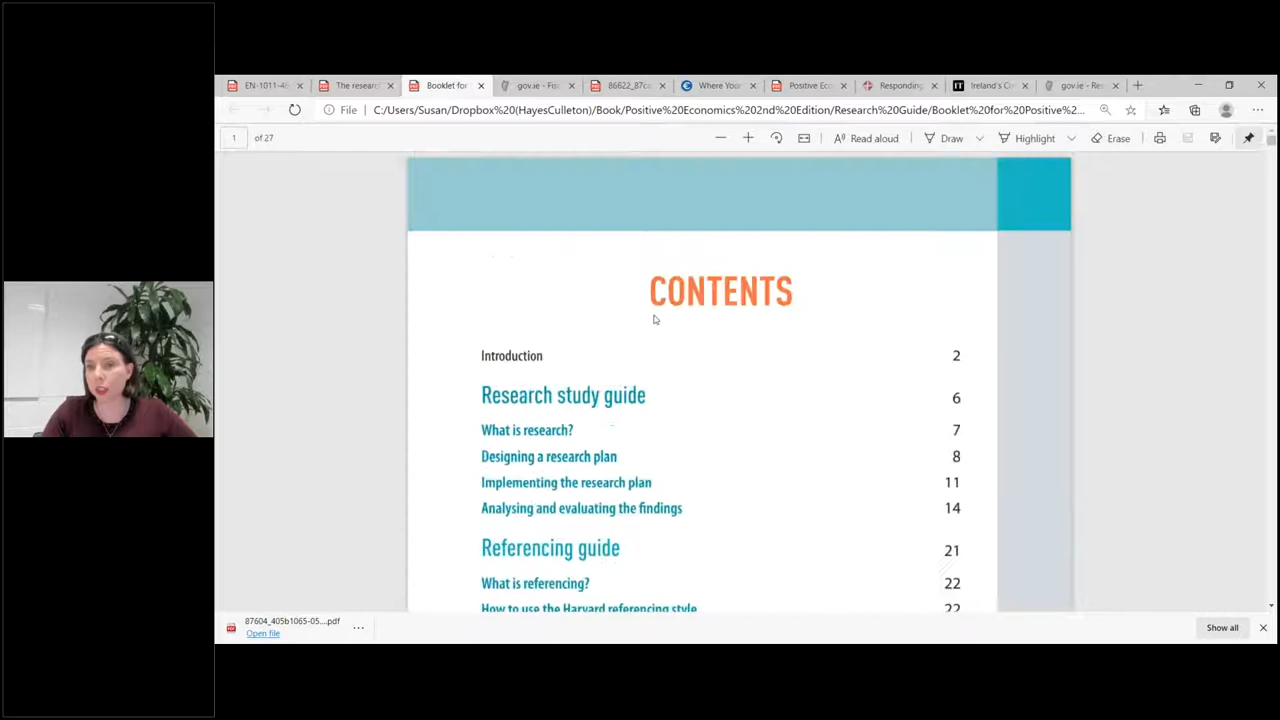 EN-1011-4
The resear
Booklet for
gov.ie - Fis
86622_87c
Where You
Positive Eco
Responding
Ireland's C
gov.ie - Re
File C:/Users/Susan/Dropbox%20(HayesCulleton)/Book/Positive%20Economics%202nd%20Edition/Research%20Guide/Booklet%20for%20Positive%2...
1 of 27
Read aloud
Draw
Highlight
Erase
CONTENTS
Introduction 2
Research study guide 6
What is research? 7
Designing a research plan 8
Implementing the research plan 11
Analysing and evaluating the findings 14
Referencing guide 21
What is referencing? 22
How to use the Harvard referencing style 22
87604_405b1065-05....pdf
Open file
Show all